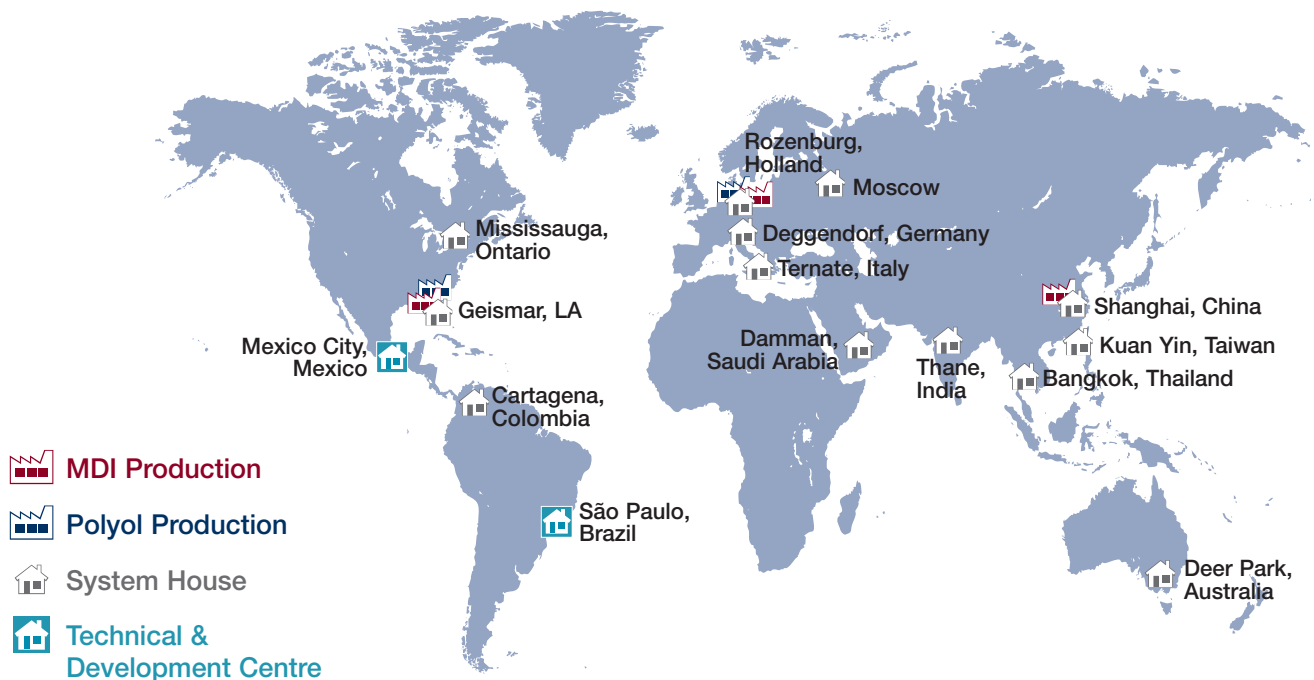 Rozenburg,
Holland
Moscow
Mississauga,
Ontario
Deggendorf, Germany
Ternate, Italy
Geismar, LA
Shanghai, China
Mexico City,
Mexico
Damman,
Saudi Arabia
Thane,
India
Kuan Yin, Taiwan
Bangkok, Thailand
Cartagena,
Colombia
MDI Production
São Paulo,
Brazil
Polyol Production
System House
Deer Park,
Australia
Technical &
Development Centre